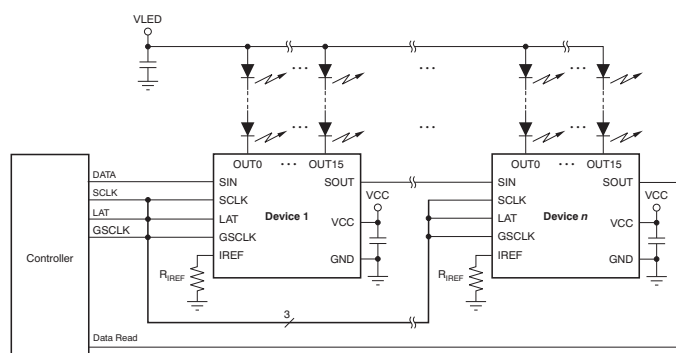 VLED
OUT0 ... OUT15
OUT0 ... OUT15
Controller
DATA
SCLK
LAT
GSCLK
Data Read
SIN
SCLK
LAT
GSCLK
IREF
Device 1
SOUT
VCC
GND
VCC
RIREF
3
SIN
SCLK
LAT
GSCLK
IREF
Device n
SOUT
VCC
GND
VCC
RIREF